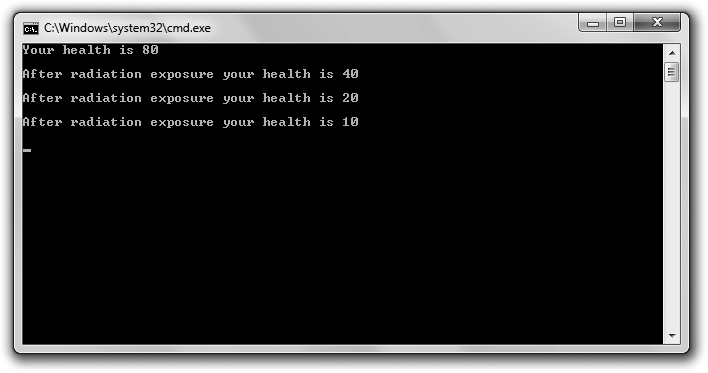 C:\Windows\system32\cmd.exe
Your health is 80
After radiation exposure your health is 40
After radiation exposure your health is 20
After radiation exposure your health is 10